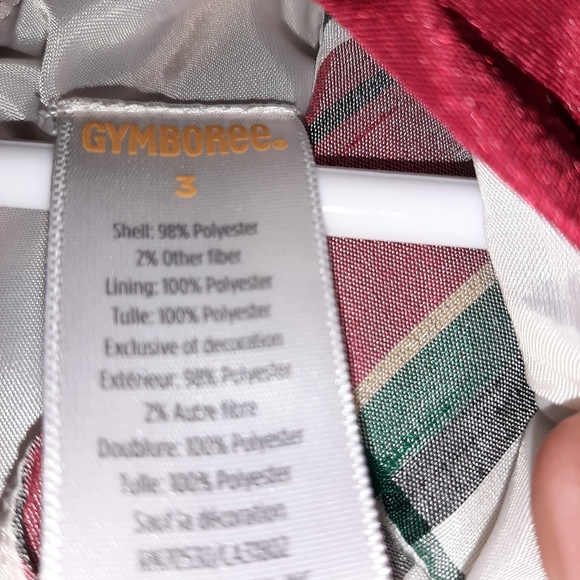 GYMBOREE
3
Shell: 98% Polyester
2% Other fiber
Lining: 100% Polyester
Tulle: 100% Polyester
Exclusive of decoration
Extérieur: 98% Polyester
2% Autre fibre
Doublure: 100% Polyester
Tulle: 100% Polyester
Sauf la décoration